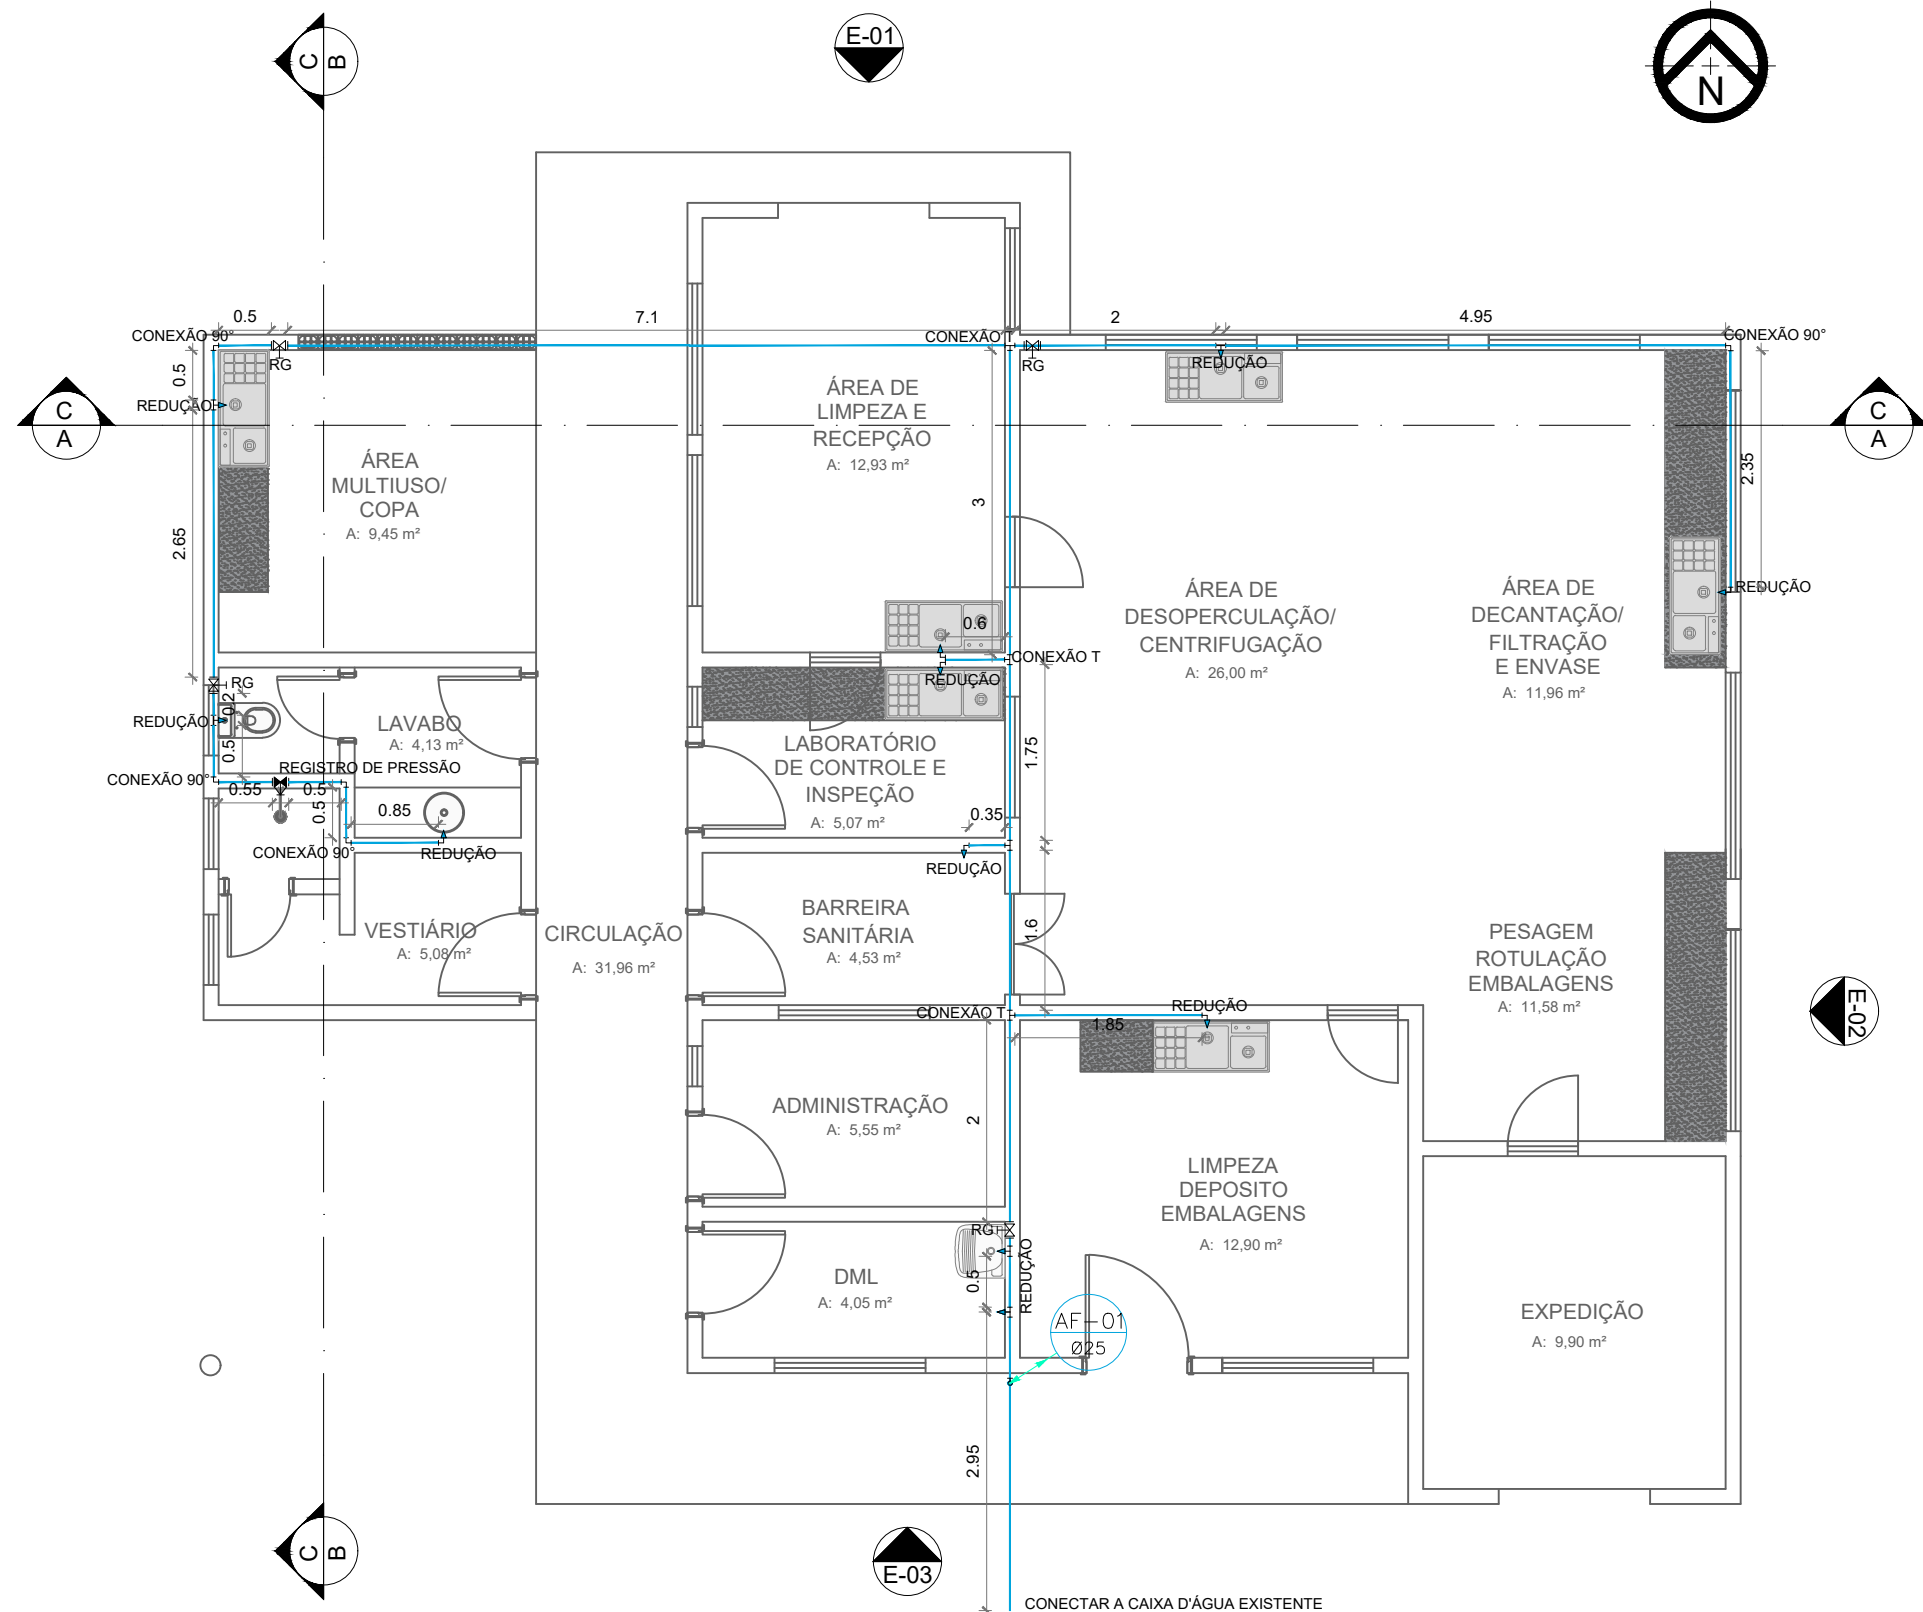 C
B
E-01
N
0.5
7.1
2
4.95
CONEXÃO 90°
CONEXÃO T
CONEXÃO 90°
RG
RG
REDUÇÃO
0.5
REDUÇÃO
C
A
C
A
ÁREA DE
LIMPEZA E
RECEPÇÃO
A: 12,93 m²
ÁREA
MULTIUSO/
COPA
A: 9,45 m²
2.35
3
2.65
ÁREA DE
DESOPERCULAÇÃO/
CENTRIFUGAÇÃO
A: 26,00 m²
ÁREA DE
DECANTAÇÃO/
FILTRAÇÃO
E ENVASE
A: 11,96 m²
REDUÇÃO
0.6
CONEXÃO T
REDUÇÃO
RG
0.2
REDUÇÃO
0.5
LAVABO
A: 4,13 m²
LABORATÓRIO
DE CONTROLE E
INSPEÇÃO
A: 5,07 m²
1.75
CONEXÃO 90°
REGISTRO DE PRESSÃO
0.55
0.5
0.5
0.85
0.35
CONEXÃO 90°
REDUÇÃO
REDUÇÃO
VESTIÁRIO
A: 5,08 m²
CIRCULAÇÃO
A: 31,96 m²
BARREIRA
SANITÁRIA
A: 4,53 m²
1.6
PESAGEM
ROTULAÇÃO
EMBALAGENS
A: 11,58 m²
E-02
CONEXÃO T
REDUÇÃO
1.85
ADMINISTRAÇÃO
A: 5,55 m²
2
LIMPEZA
DEPOSITO
EMBALAGENS
A: 12,90 m²
RG
REDUÇÃO
0.5
DML
A: 4,05 m²
AF-01
Ø25
EXPEDIÇÃO
A: 9,90 m²
2.95
C
B
E-03
CONECTAR A CAIXA D'ÁGUA EXISTENTE